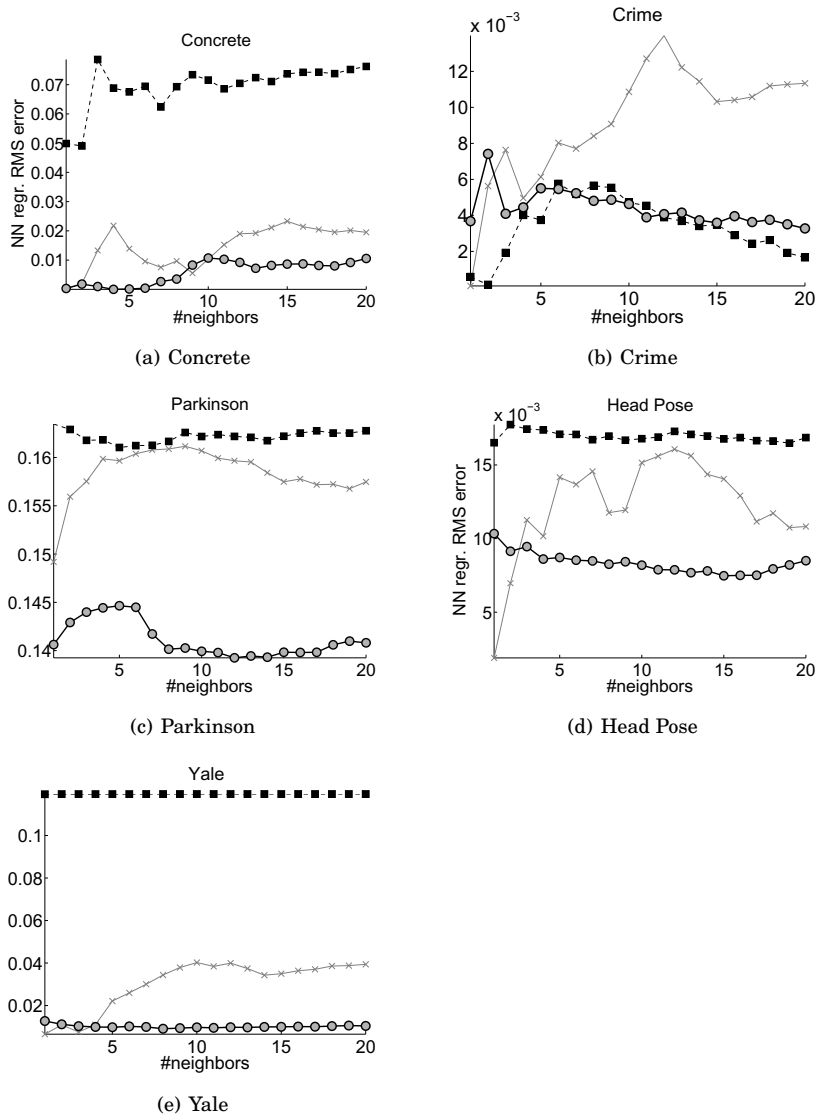 Concrete
NN regr. RMS error
0.07
0.06
0.05
0.04
0.03
0.02
0.01
5 10 15 20
#neighbors
(a) Concrete
x 10⁻³
Crime
12
10
8
6
4
2
5 10 15 20
#neighbors
(b) Crime
Parkinson
0.16
0.155
0.15
0.145
0.14
5 10 15 20
#neighbors
(c) Parkinson
x 10⁻³
Head Pose
NN regr. RMS error
15
10
5
5 10 15 20
#neighbors
(d) Head Pose
Yale
0.1
0.08
0.06
0.04
0.02
5 10 15 20
#neighbors
(e) Yale